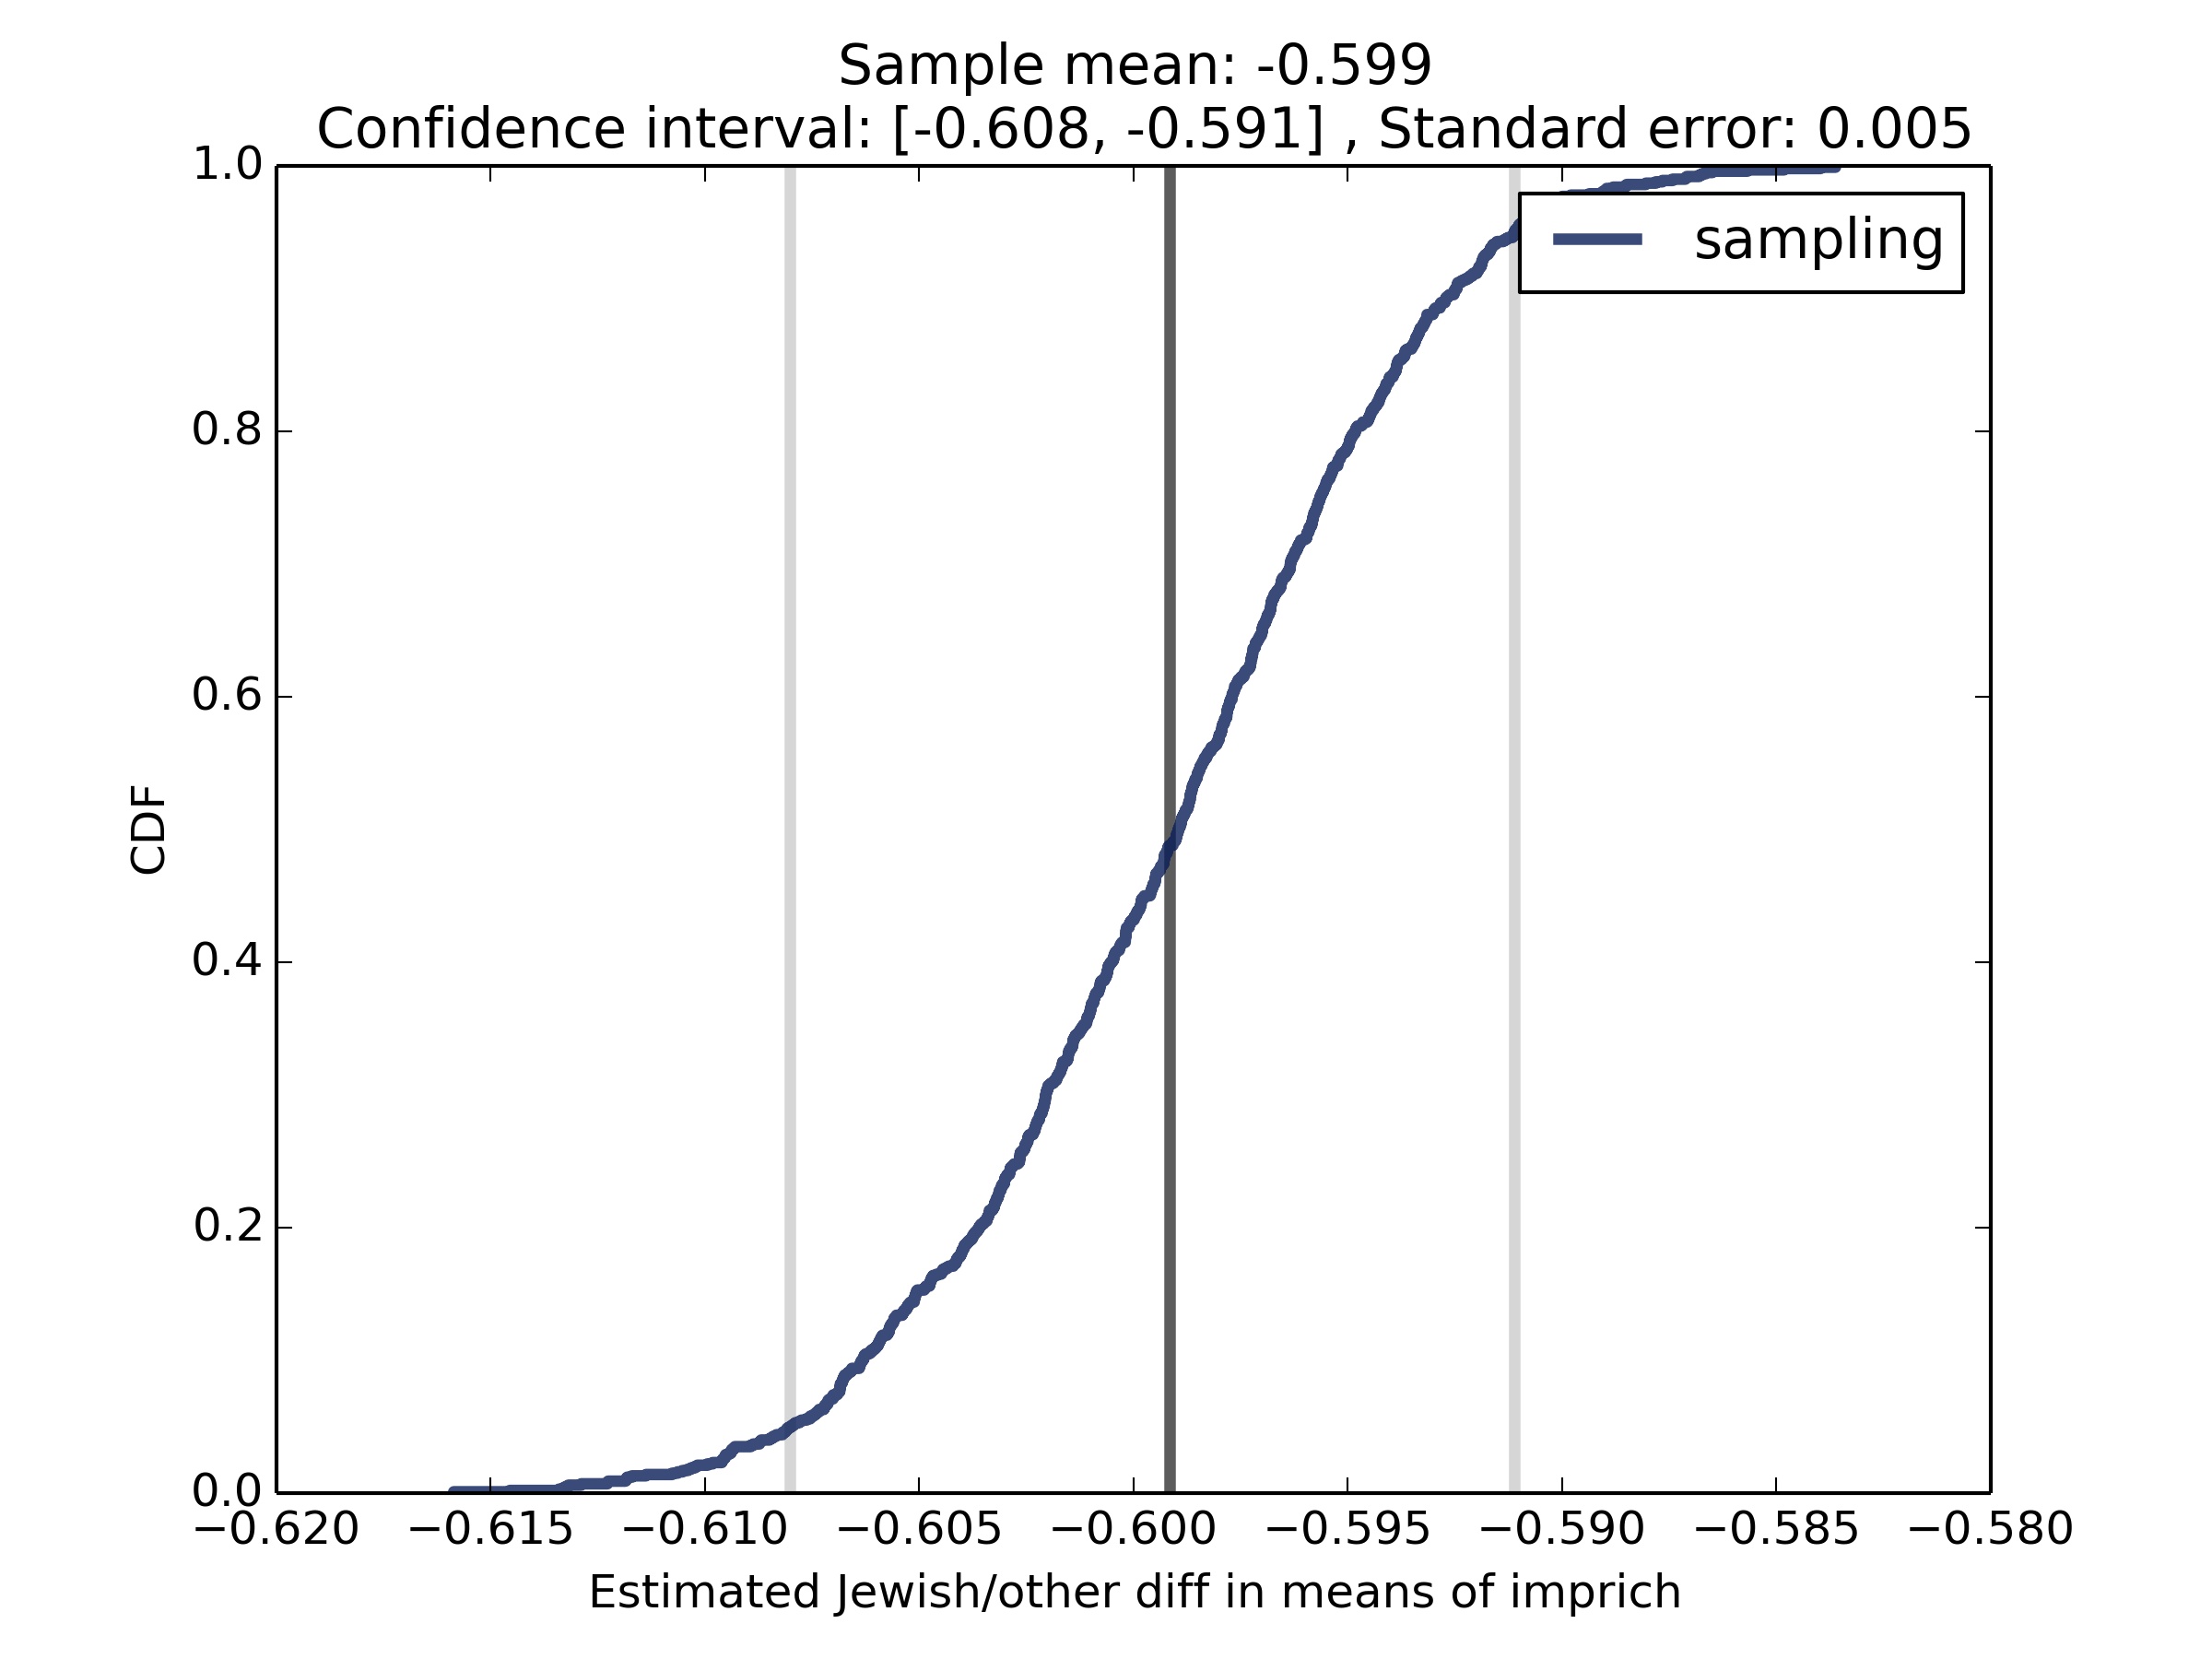 Sample mean: -0.599
Confidence interval: [-0.608, -0.591] , Standard error: 0.005
1.0
0.8
0.6
0.4
0.2
0.0
CDF
sampling
−0.620 −0.615 −0.610 −0.605 −0.600 −0.595 −0.590 −0.585 −0.580
Estimated Jewish/other diff in means of imprich